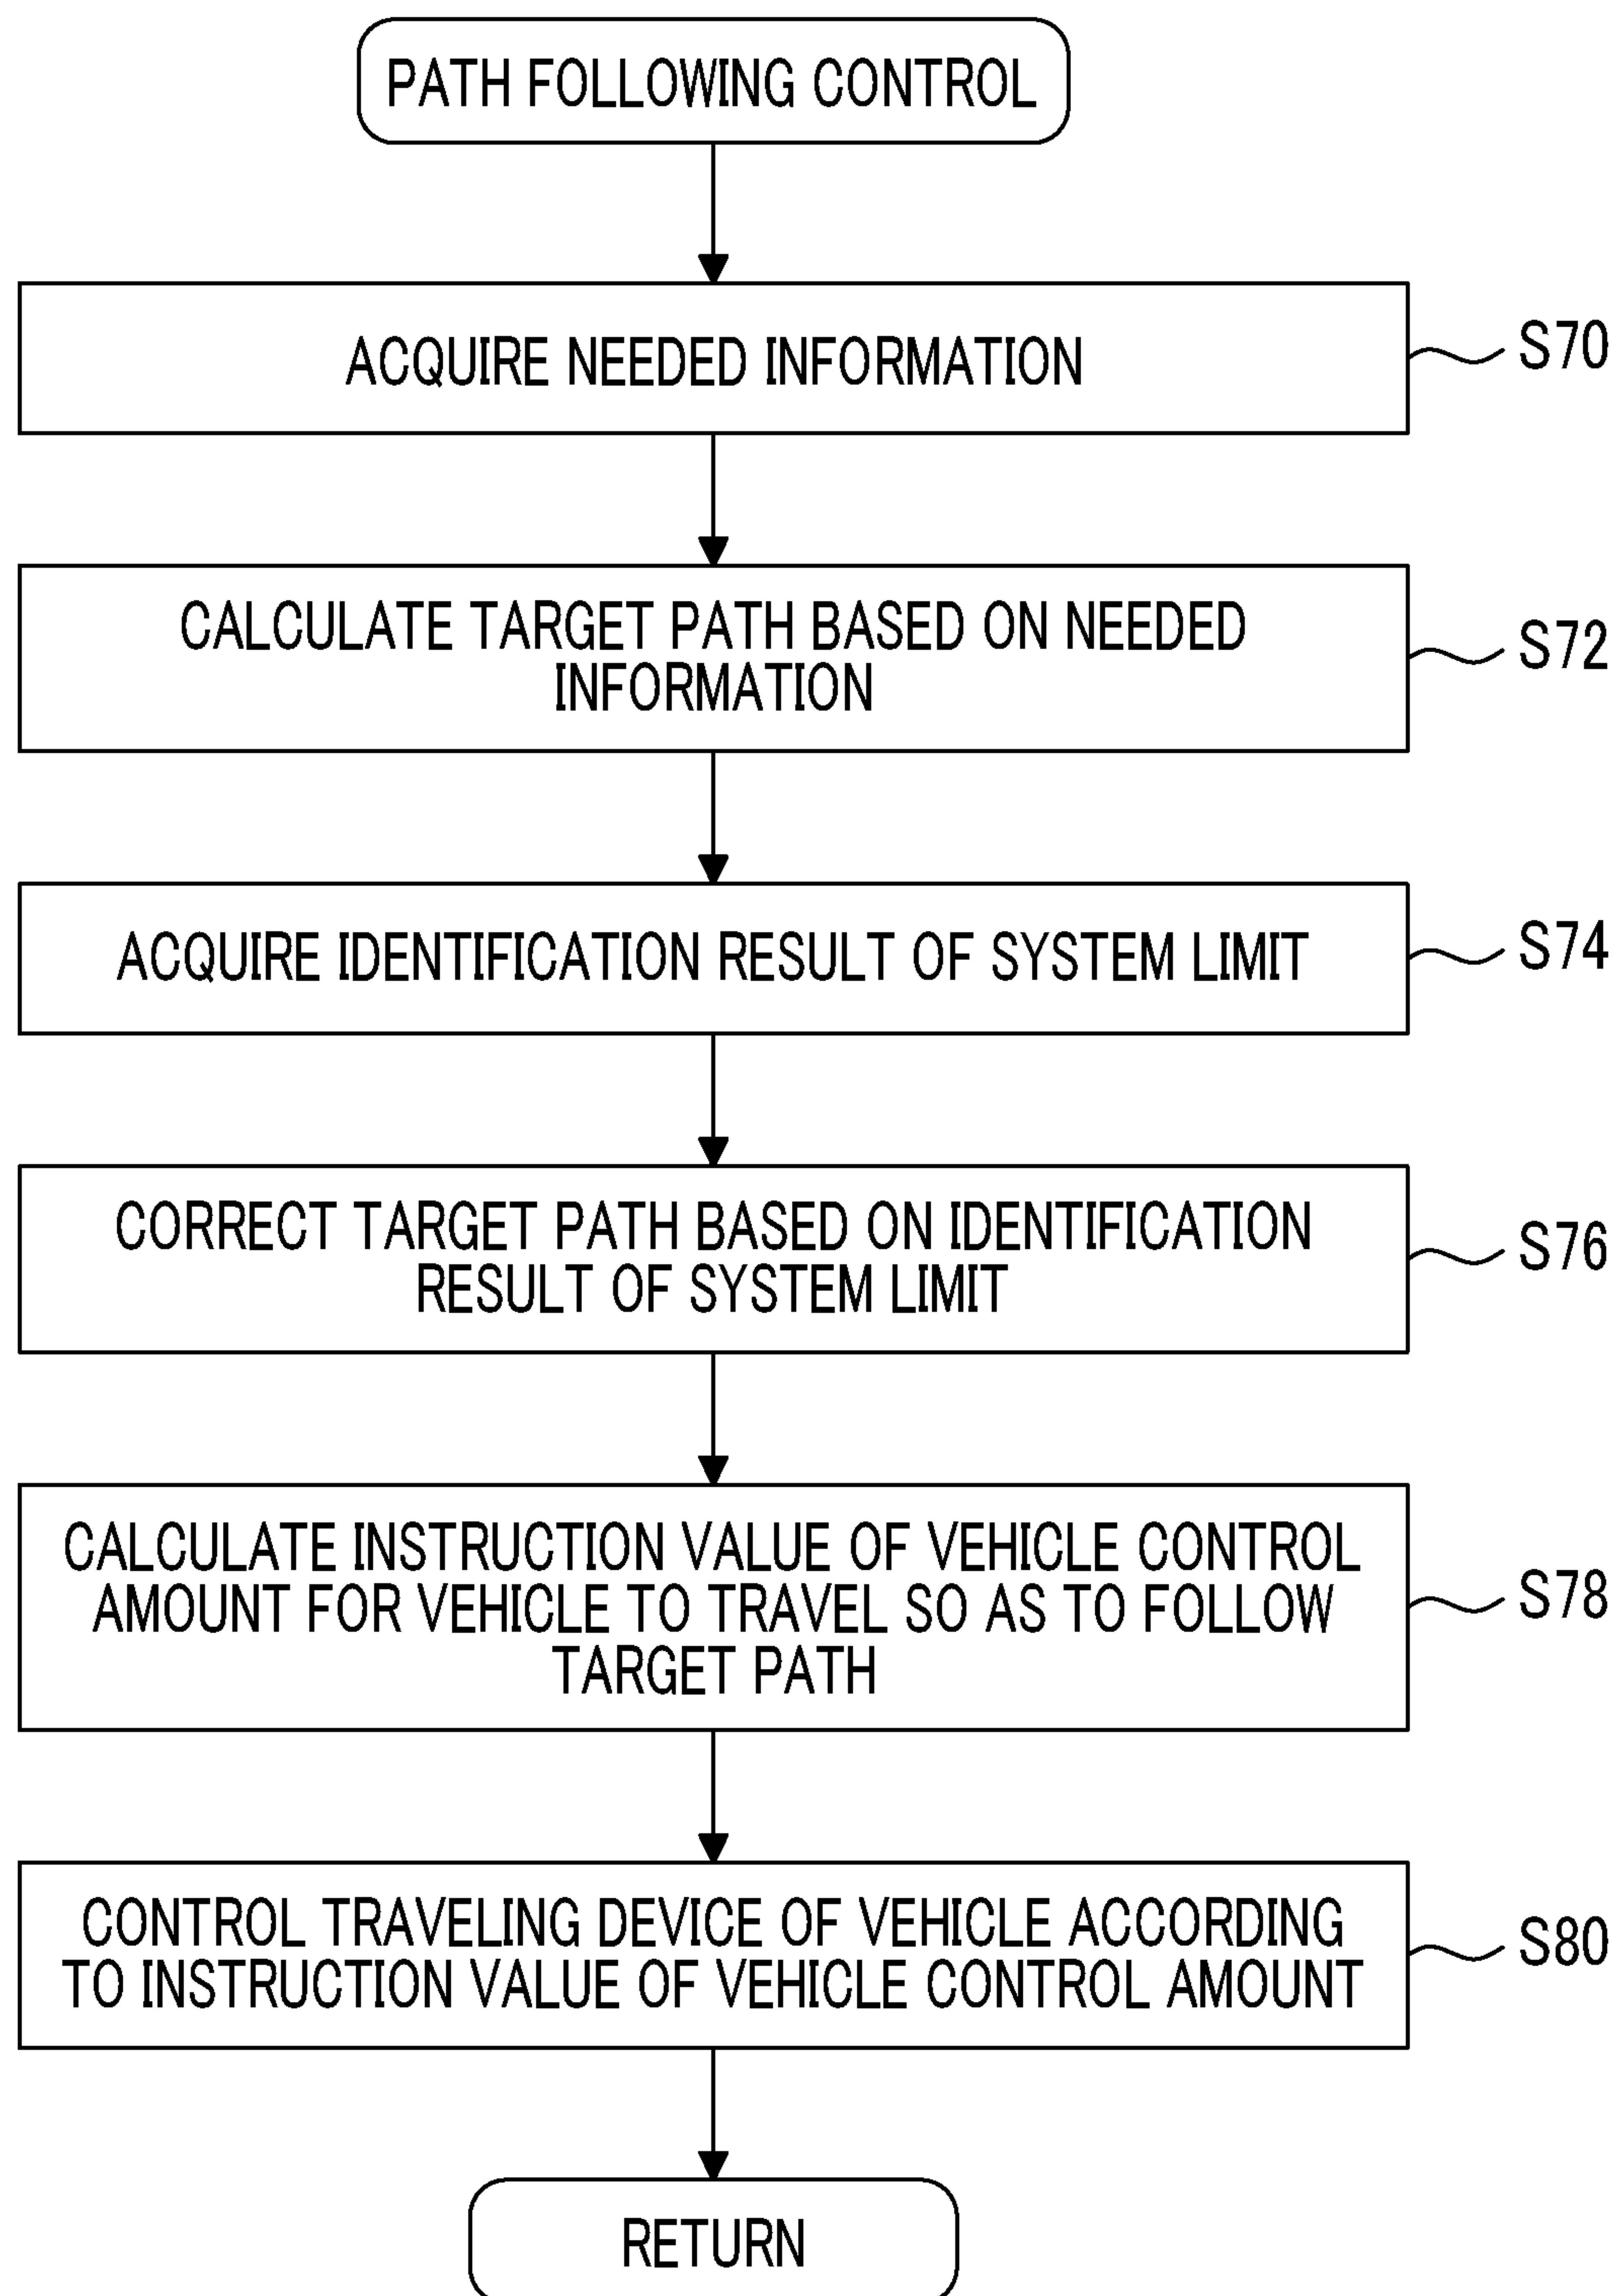 PATH FOLLOWING CONTROL
ACQUIRE NEEDED INFORMATION
S70
CALCULATE TARGET PATH BASED ON NEEDED
INFORMATION
S72
ACQUIRE IDENTIFICATION RESULT OF SYSTEM LIMIT
S74
CORRECT TARGET PATH BASED ON IDENTIFICATION
RESULT OF SYSTEM LIMIT
S76
CALCULATE INSTRUCTION VALUE OF VEHICLE CONTROL
AMOUNT FOR VEHICLE TO TRAVEL SO AS TO FOLLOW
TARGET PATH
S78
CONTROL TRAVELING DEVICE OF VEHICLE ACCORDING
TO INSTRUCTION VALUE OF VEHICLE CONTROL AMOUNT
S80
RETURN